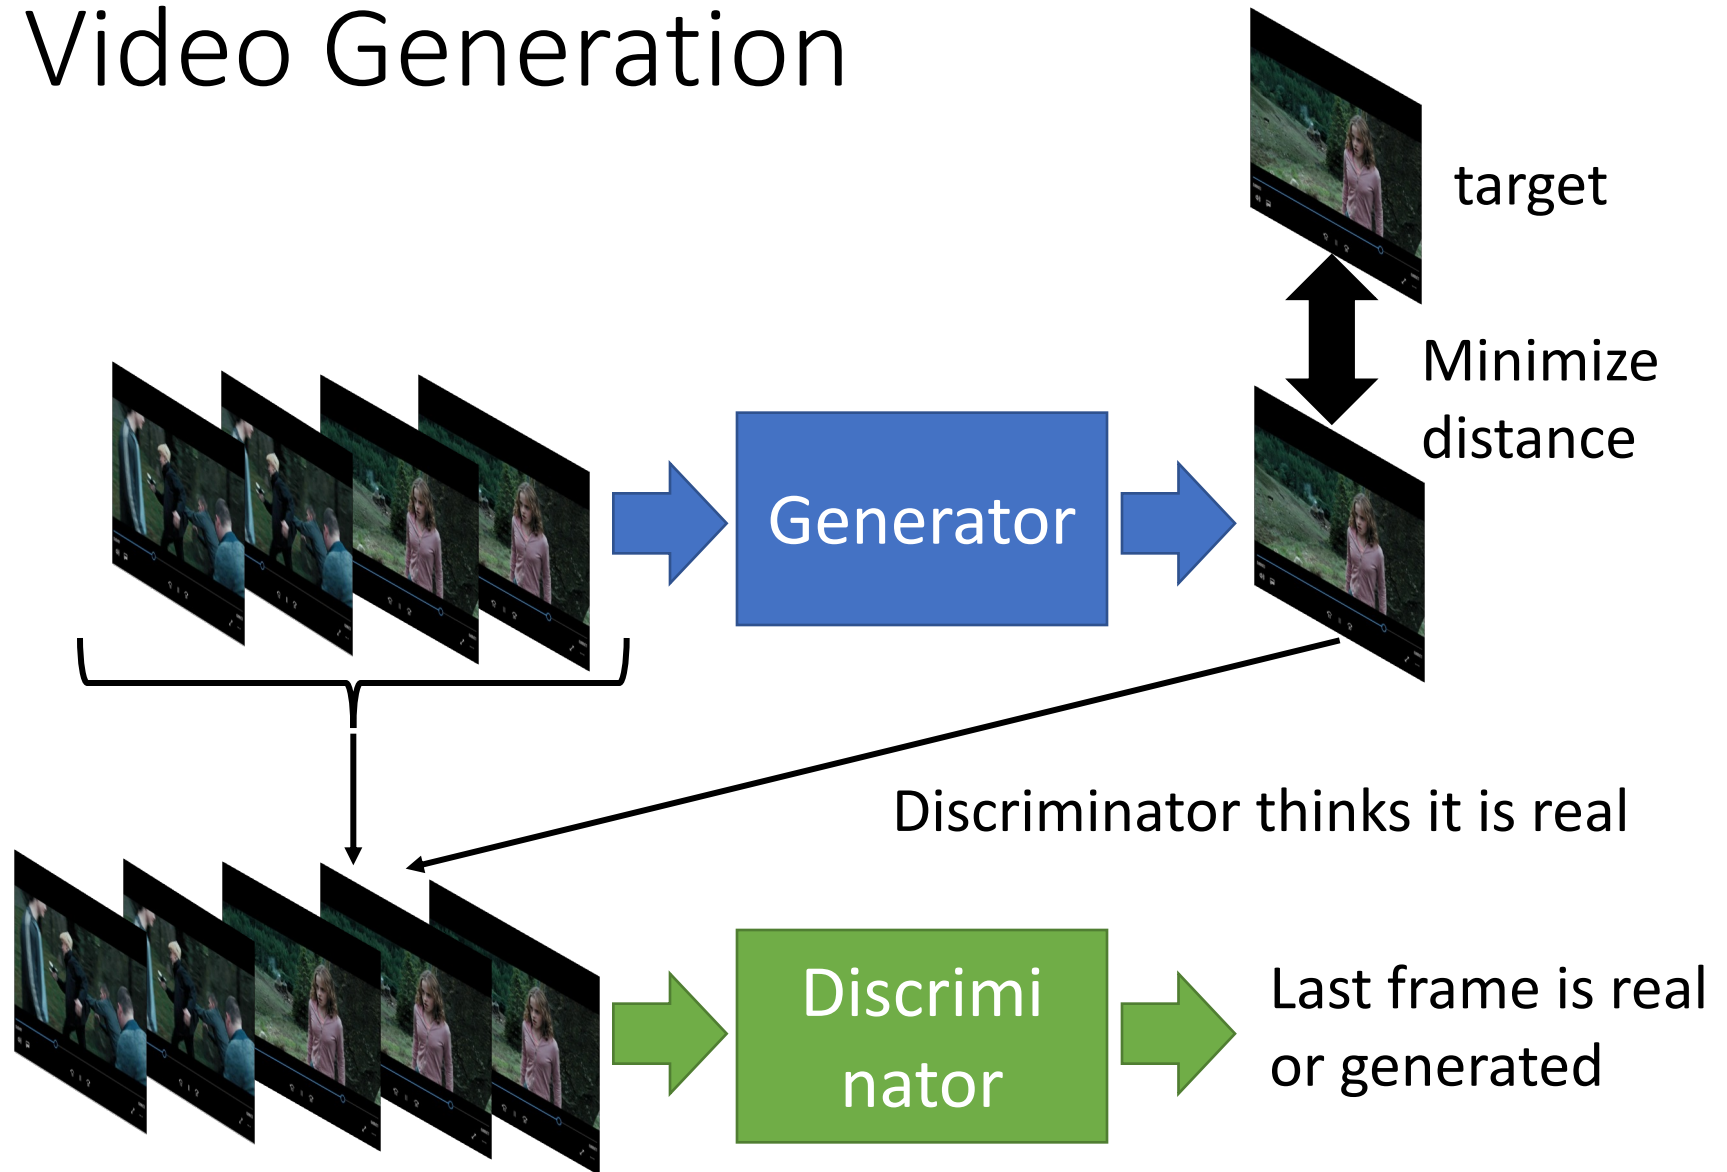 Video Generation
target
Minimize
distance
Generator
Discriminator thinks it is real
Discrimi
nator
Last frame is real
or generated